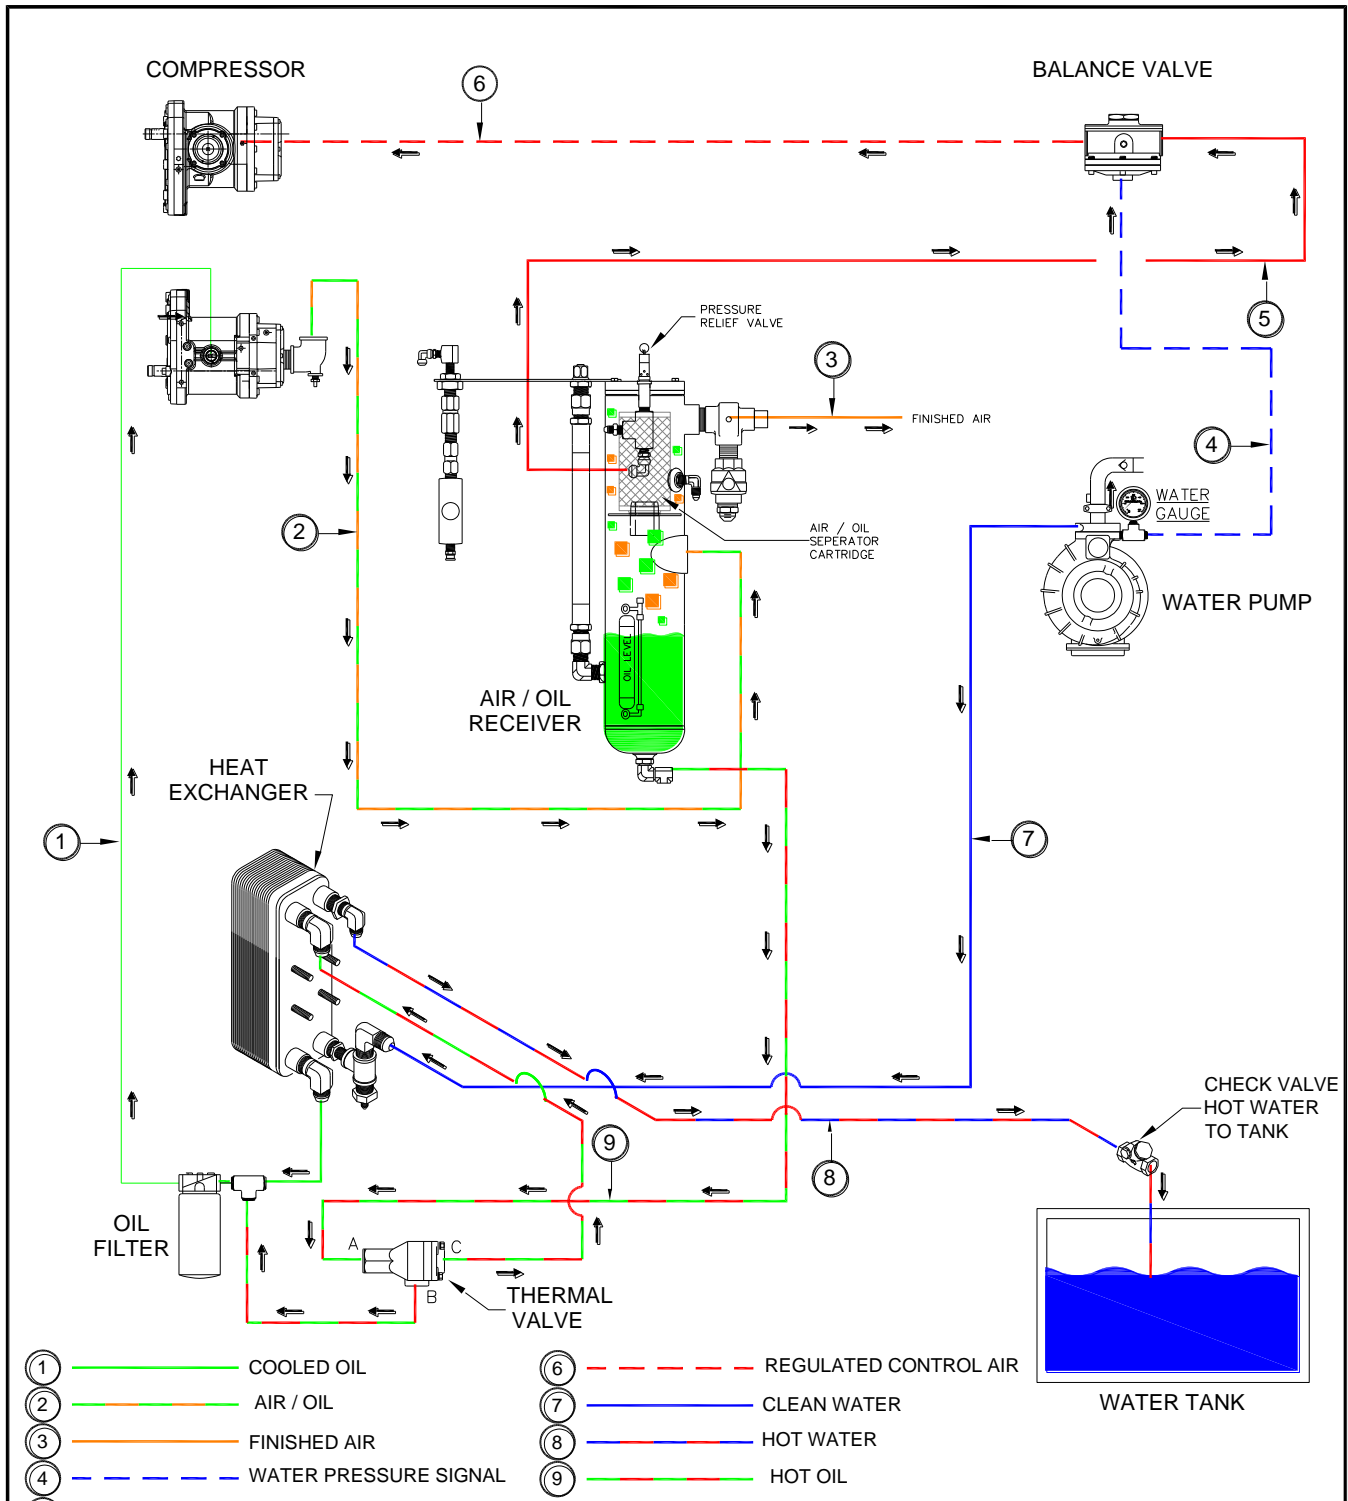 COMPRESSOR
6
BALANCE VALVE
5
PRESSURE
RELIEF VALVE
3
FINISHED AIR
4
WATER
GAUGE
2
AIR / OIL
SEPERATOR
CARTRIDGE
WATER PUMP
OIL LEVEL
AIR / OIL
RECEIVER
HEAT
EXCHANGER
1
7
CHECK VALVE
HOT WATER
TO TANK
9
8
OIL
FILTER
A
C
B
THERMAL
VALVE
WATER TANK
1 COOLED OIL
2 AIR / OIL
3 FINISHED AIR
4 WATER PRESSURE SIGNAL
6 REGULATED CONTROL AIR
7 CLEAN WATER
8 HOT WATER
9 HOT OIL